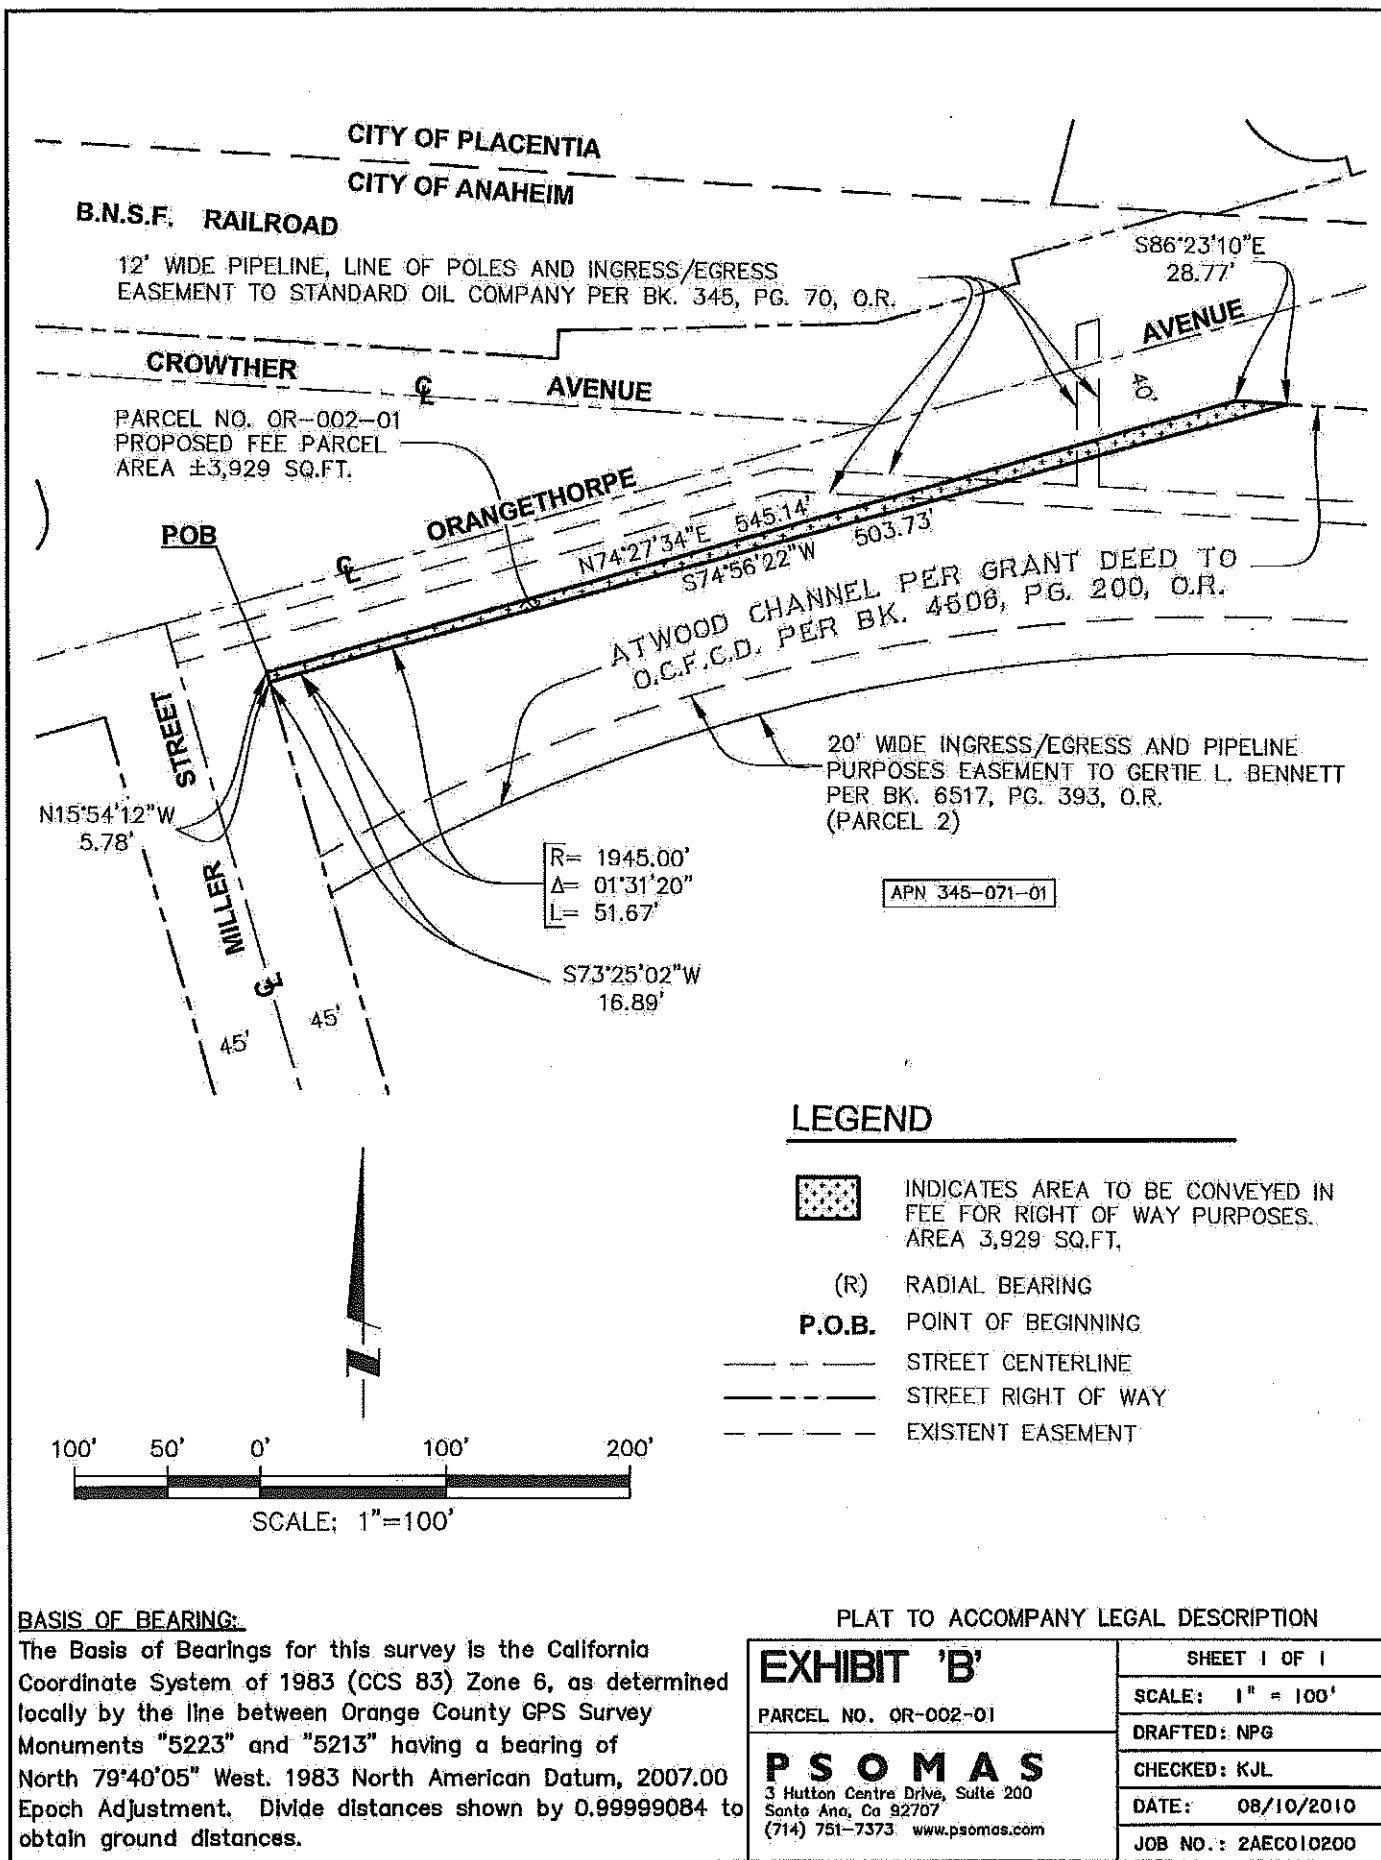 CITY OF PLACENTIA
CITY OF ANAHEIM
B.N.S.F. RAILROAD
12' WIDE PIPELINE, LINE OF POLES AND INGRESS/EGRESS
EASEMENT TO STANDARD OIL COMPANY PER BK. 345, PG. 70, O.R.
S86°23'10"E
28.77'
AVENUE
40'
CROWTHER
℄
AVENUE
PARCEL NO. OR-002-01
PROPOSED FEE PARCEL
AREA ±3,929 SQ.FT.
ORANGETHORPE
POB
℄
N74°27'34"E 545.14'
S74°56'22"W 503.73'
ATWOOD CHANNEL PER GRANT DEED TO
O.C.F.C.D. PER BK. 4506, PG. 200, O.R.
STREET
N15°54'12"W
5.78'
20' WIDE INGRESS/EGRESS AND PIPELINE
PURPOSES EASEMENT TO GERTIE L. BENNETT
PER BK. 6517, PG. 393, O.R.
(PARCEL 2)
R= 1945.00'
Δ= 01°31'20"
L= 51.67'
APN 345-071-01
MILLER
℄
S73°25'02"W
16.89'
45'
45'
LEGEND
INDICATES AREA TO BE CONVEYED IN
FEE FOR RIGHT OF WAY PURPOSES.
AREA 3,929 SQ.FT.
(R) RADIAL BEARING
P.O.B. POINT OF BEGINNING
STREET CENTERLINE
STREET RIGHT OF WAY
EXISTENT EASEMENT
N
100' 50' 0' 100' 200'
SCALE: 1"=100'
BASIS OF BEARING:
The Basis of Bearings for this survey is the California
Coordinate System of 1983 (CCS 83) Zone 6, as determined
locally by the line between Orange County GPS Survey
Monuments "5223" and "5213" having a bearing of
North 79°40'05" West. 1983 North American Datum, 2007.00
Epoch Adjustment. Divide distances shown by 0.99999084 to
obtain ground distances.
PLAT TO ACCOMPANY LEGAL DESCRIPTION
EXHIBIT 'B'
PARCEL NO. OR-002-01
PSOMAS
3 Hutton Centre Drive, Suite 200
Santa Ana, Ca 92707
(714) 751-7373 www.psomas.com
SHEET 1 OF 1
SCALE: 1" = 100'
DRAFTED: NPG
CHECKED: KJL
DATE: 08/10/2010
JOB NO.: 2AEC010200